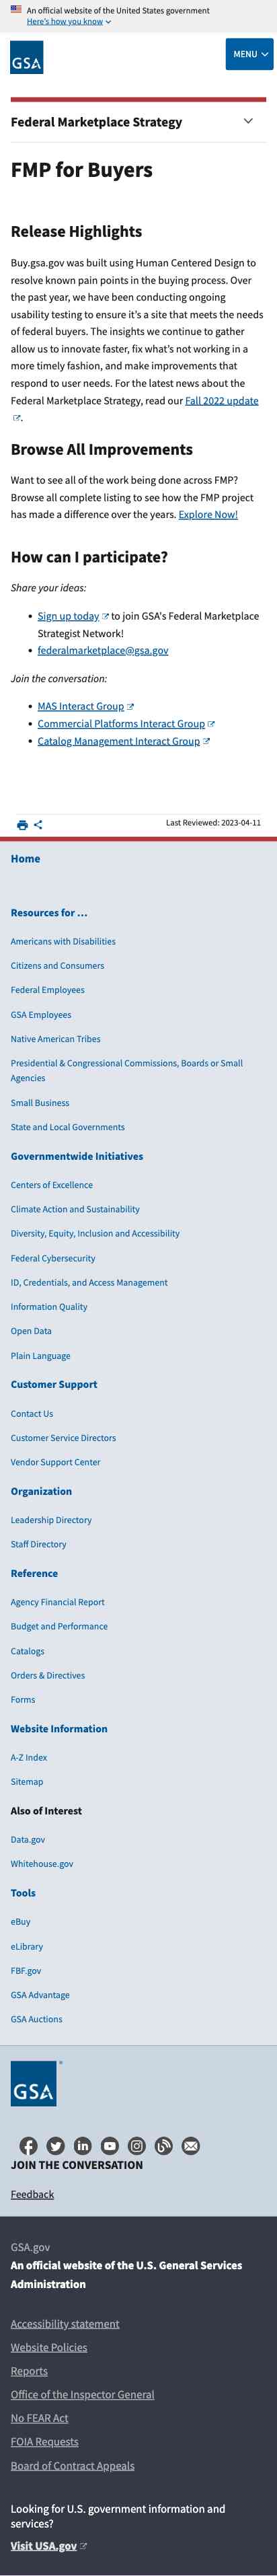 An official website of the United States government
Here's how you know
GSA
MENU
Federal Marketplace Strategy
FMP for Buyers
Release Highlights
Buy.gsa.gov was built using Human Centered Design to
resolve known pain points in the buying process. Over
the past year, we have been conducting ongoing
usability testing to ensure it's a site that meets the needs
of federal buyers. The insights we continue to gather
allow us to innovate faster, fix what's not working in a
more timely fashion, and make improvements that
respond to user needs. For the latest news about the
Federal Marketplace Strategy, read our Fall 2022 update
.
Browse All Improvements
Want to see all of the work being done across FMP?
Browse all complete listing to see how the FMP project
has made a difference over the years. Explore Now!
How can I participate?
Share your ideas:
• Sign up today to join GSA's Federal Marketplace
Strategist Network!
• federalmarketplace@gsa.gov
Join the conversation:
• MAS Interact Group
• Commercial Platforms Interact Group
• Catalog Management Interact Group
Last Reviewed: 2023-04-11
Home
Resources for …
Americans with Disabilities
Citizens and Consumers
Federal Employees
GSA Employees
Native American Tribes
Presidential & Congressional Commissions, Boards or Small
Agencies
Small Business
State and Local Governments
Governmentwide Initiatives
Centers of Excellence
Climate Action and Sustainability
Diversity, Equity, Inclusion and Accessibility
Federal Cybersecurity
ID, Credentials, and Access Management
Information Quality
Open Data
Plain Language
Customer Support
Contact Us
Customer Service Directors
Vendor Support Center
Organization
Leadership Directory
Staff Directory
Reference
Agency Financial Report
Budget and Performance
Catalogs
Orders & Directives
Forms
Website Information
A-Z Index
Sitemap
Also of Interest
Data.gov
Whitehouse.gov
Tools
eBuy
eLibrary
FBF.gov
GSA Advantage
GSA Auctions
GSA
JOIN THE CONVERSATION
Feedback
GSA.gov
An official website of the U.S. General Services
Administration
Accessibility statement
Website Policies
Reports
Office of the Inspector General
No FEAR Act
FOIA Requests
Board of Contract Appeals
Looking for U.S. government information and
services?
Visit USA.gov